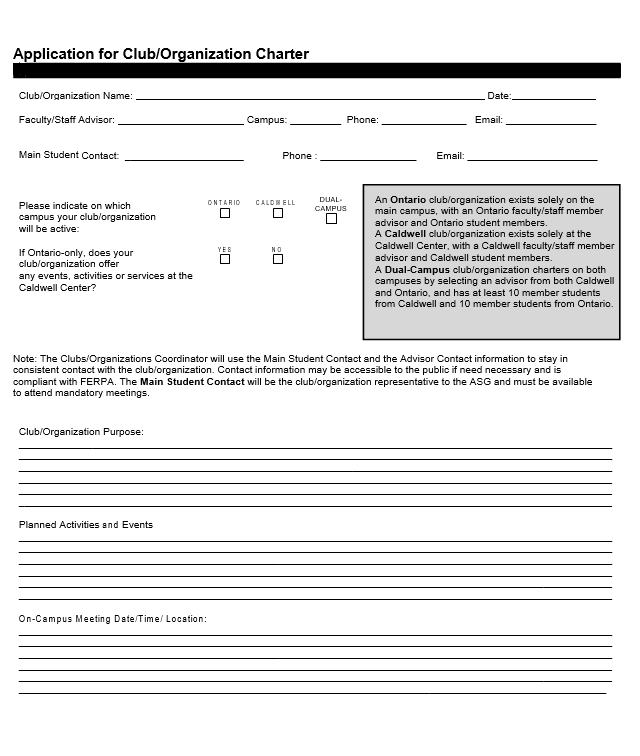 Application for Club/Organization Charter
Club/Organization Name: Date:
Faculty/Staff Advisor: Campus: Phone: Email:
Main Student Contact: Phone : Email:
Please indicate on which
campus your club/organization
will be active:
ONTARIO CALDWELL DUAL-
CAMPUS
If Ontario-only, does your
club/organization offer
any events, activities or services at the
Caldwell Center?
YES NO
An Ontario club/organization exists solely on the
main campus, with an Ontario faculty/staff member
advisor and Ontario student members.
A Caldwell club/organization exists solely at the
Caldwell Center, with a Caldwell faculty/staff member
advisor and Caldwell student members.
A Dual-Campus club/organization charters on both
campuses by selecting an advisor from both Caldwell
and Ontario, and has at least 10 member students
from Caldwell and 10 member students from Ontario.
Note: The Clubs/Organizations Coordinator will use the Main Student Contact and the Advisor Contact information to stay in
consistent contact with the club/organization. Contact information may be accessible to the public if need necessary and is
compliant with FERPA. The Main Student Contact will be the club/organization representative to the ASG and must be available
to attend mandatory meetings.
Club/Organization Purpose:
Planned Activities and Events
On-Campus Meeting Date/Time/ Location: